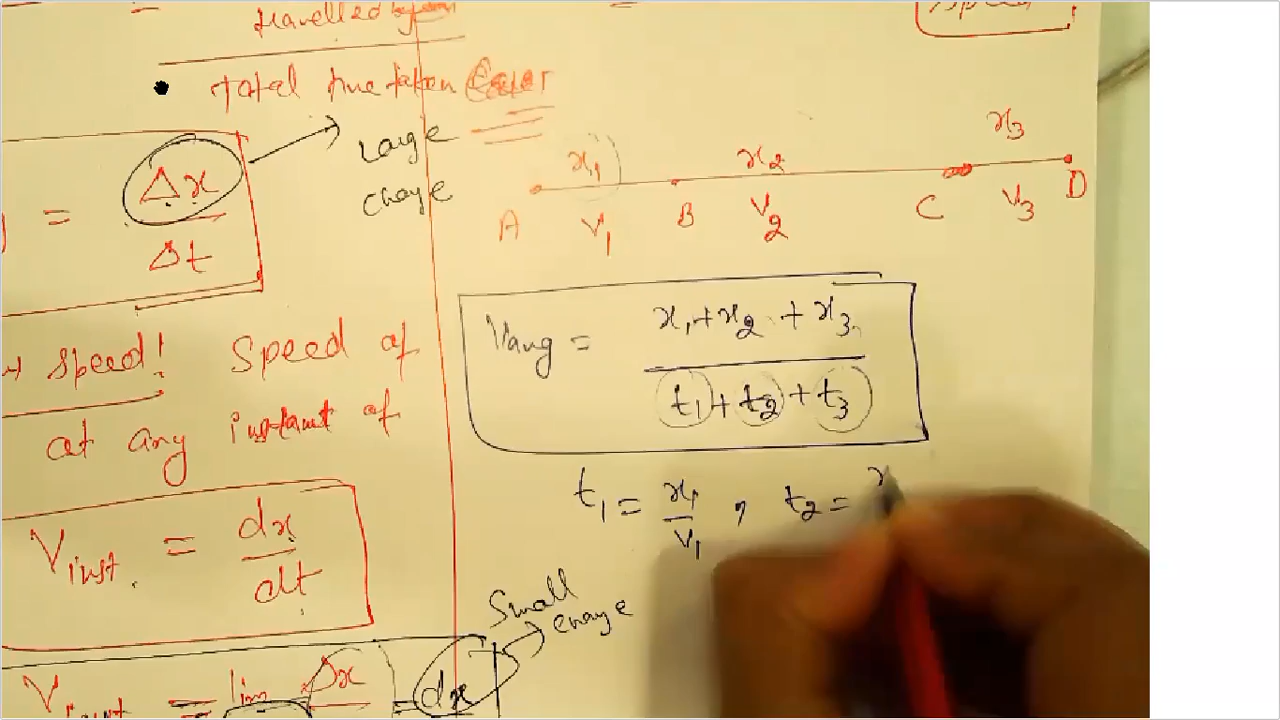 travelled by
Total time taken
Large
Change
Δx
=
Δt
speed! Speed of
at any instant of
Vinst = dx
dt
Small
change
Vinst = lim Δx = dx
x1 x2 x3
A V1 B V2 C V3 D
Vavg = x1 + x2 + x3
t1 + t2 + t3
t1 = x1 , t2 = x
V1